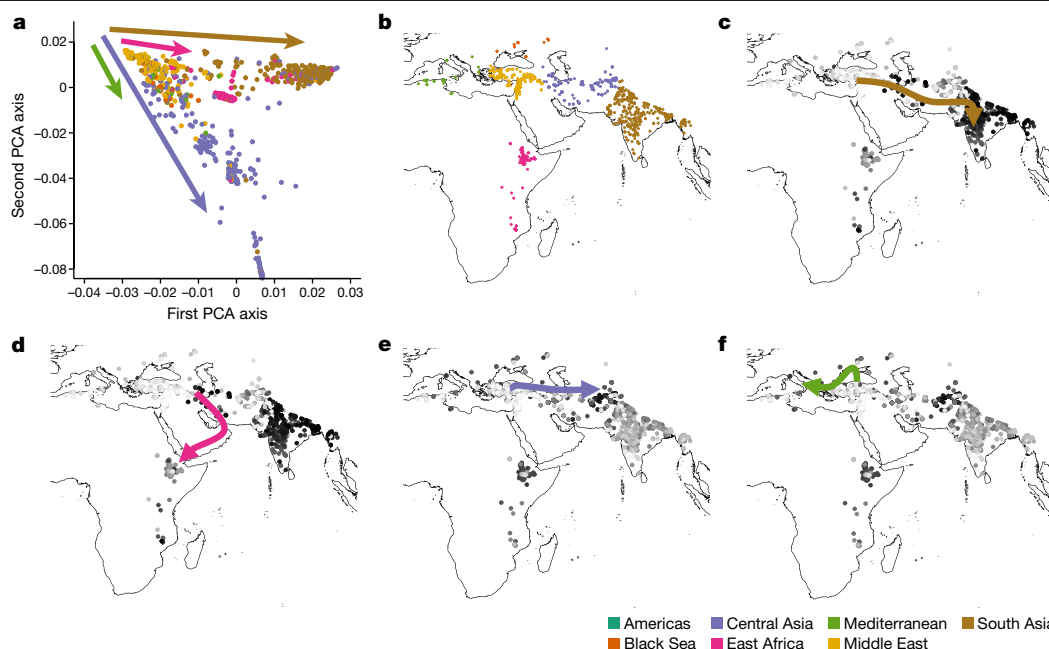 a
b
c
0.02
0
−0.02
−0.04
−0.06
−0.08
Second PCA axis
−0.04 −0.03 −0.02 −0.01 0 0.01 0.02 0.03
First PCA axis
d
e
f
Americas Central Asia Mediterranean South Asia
Black Sea East Africa Middle East